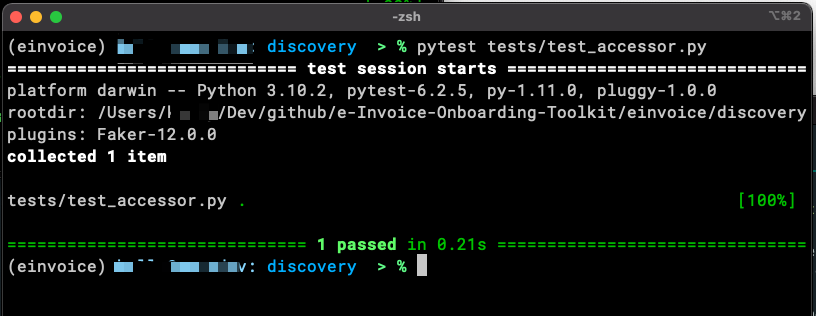 -zsh
⌥⌘2
(einvoice) : discovery > % pytest tests/test_accessor.py
============================= test session starts ==============================
platform darwin -- Python 3.10.2, pytest-6.2.5, py-1.11.0, pluggy-1.0.0
rootdir: /Users/ /Dev/github/e-Invoice-Onboarding-Toolkit/einvoice/discovery
plugins: Faker-12.0.0
collected 1 item
tests/test_accessor.py . [100%]
============================== 1 passed in 0.21s ===============================
(einvoice) : discovery > %